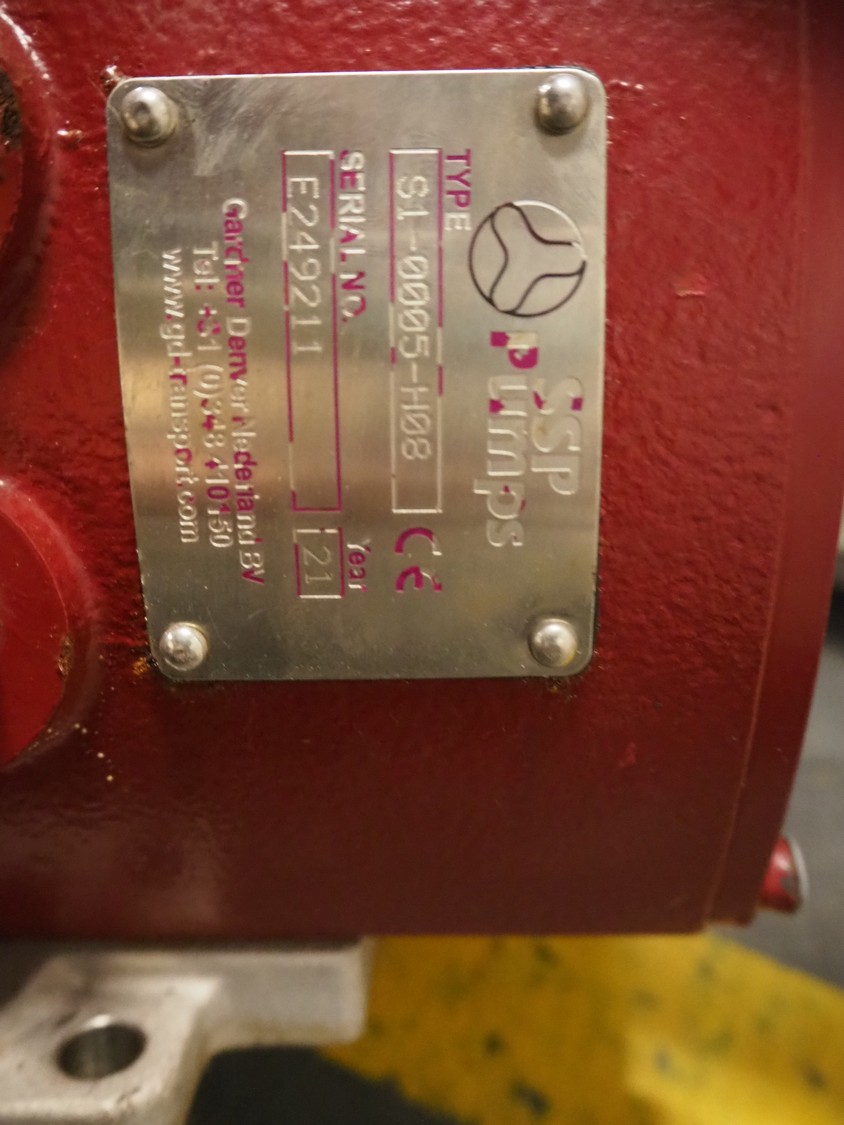 SSP
Pumps
TYPE
S1-0005-H08
CE
SERIAL NO.
Year
E249211
21
Gardner Denver Nederland BV
Tel: +31 (0)348 410150
www.gd-transport.com